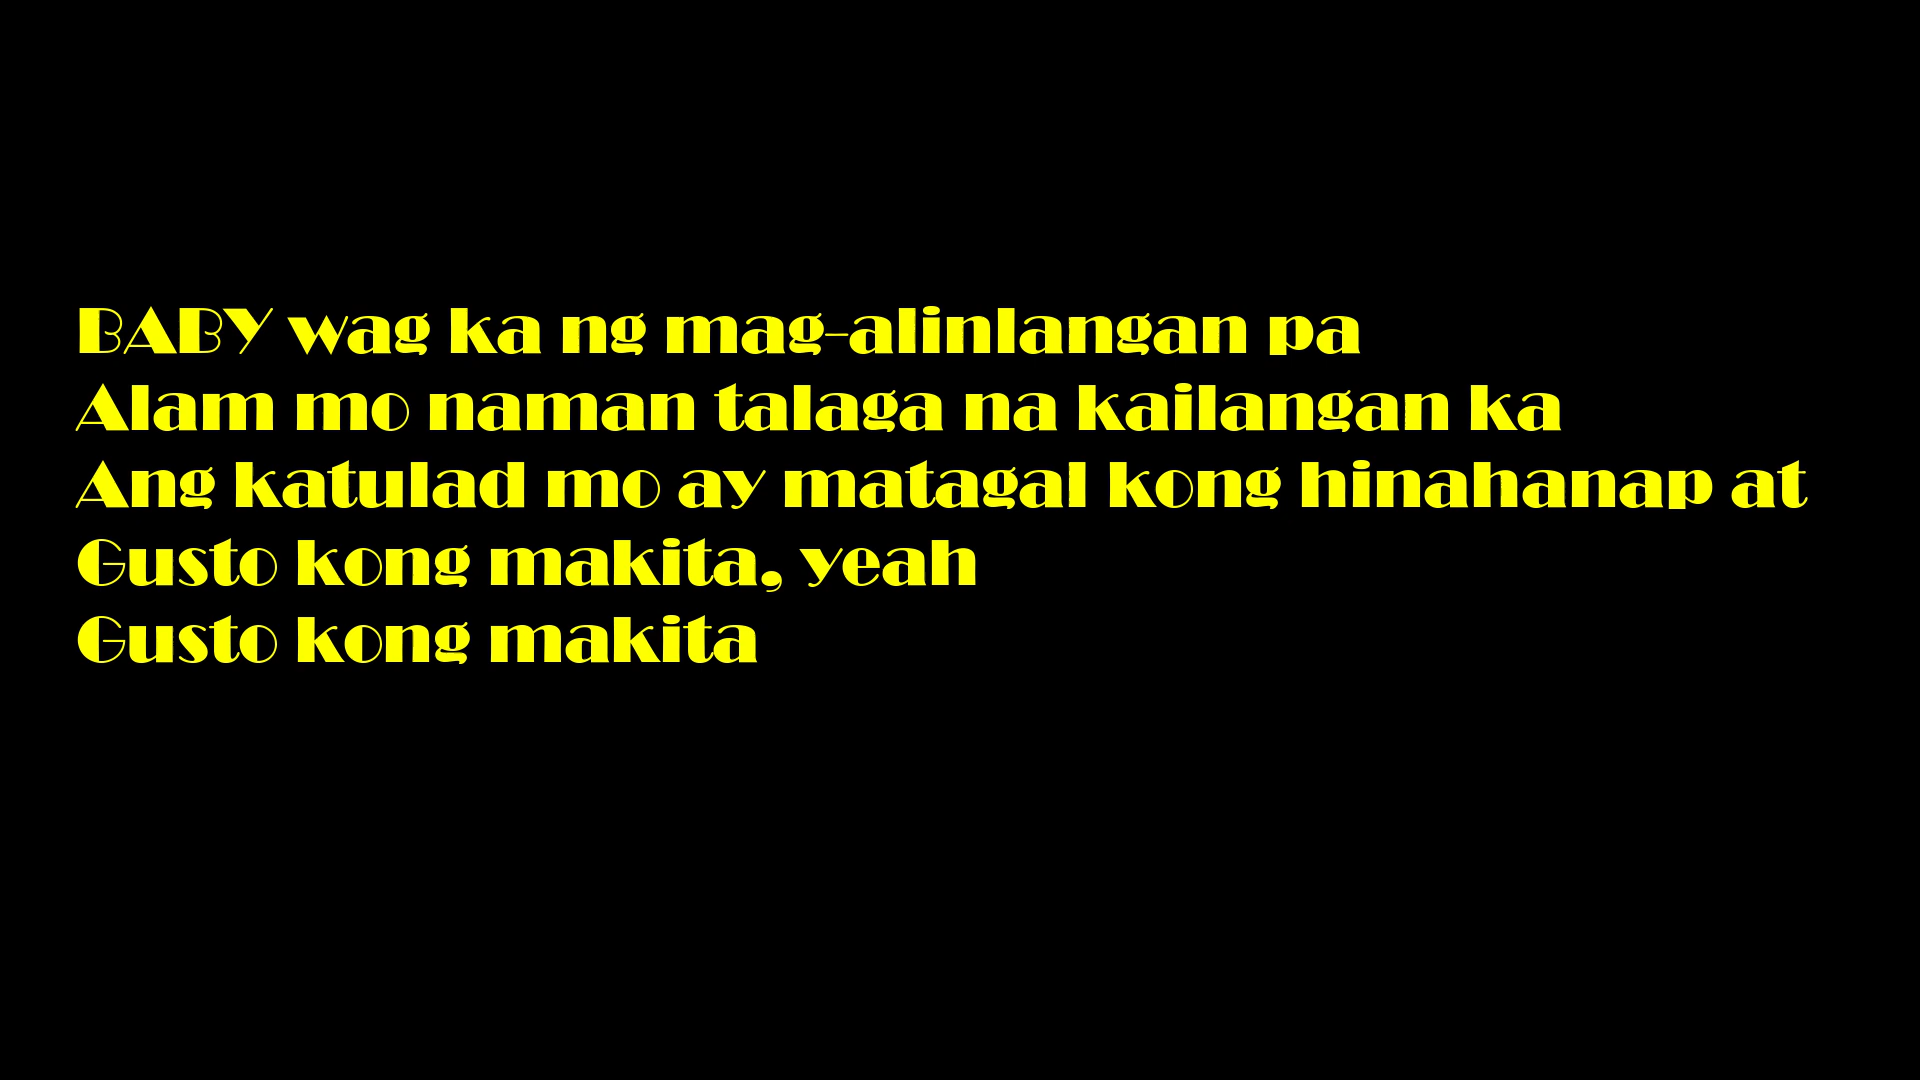 BABY wag ka ng mag-alinlangan pa
Alam mo naman talaga na kailangan ka
Ang katulad mo ay matagal kong hinahanap at
Gusto kong makita, yeah
Gusto kong makita